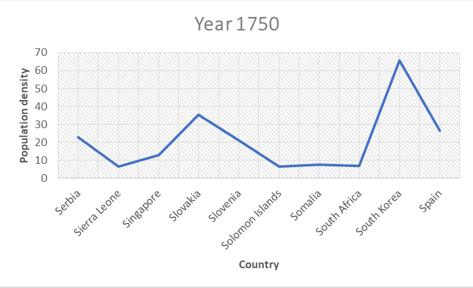 Year 1750
Population density
70
60
50
40
30
20
10
0
Serbia
Sierra Leone
Singapore
Slovakia
Slovenia
Solomon Islands
Somalia
South Africa
South Korea
Spain
Country